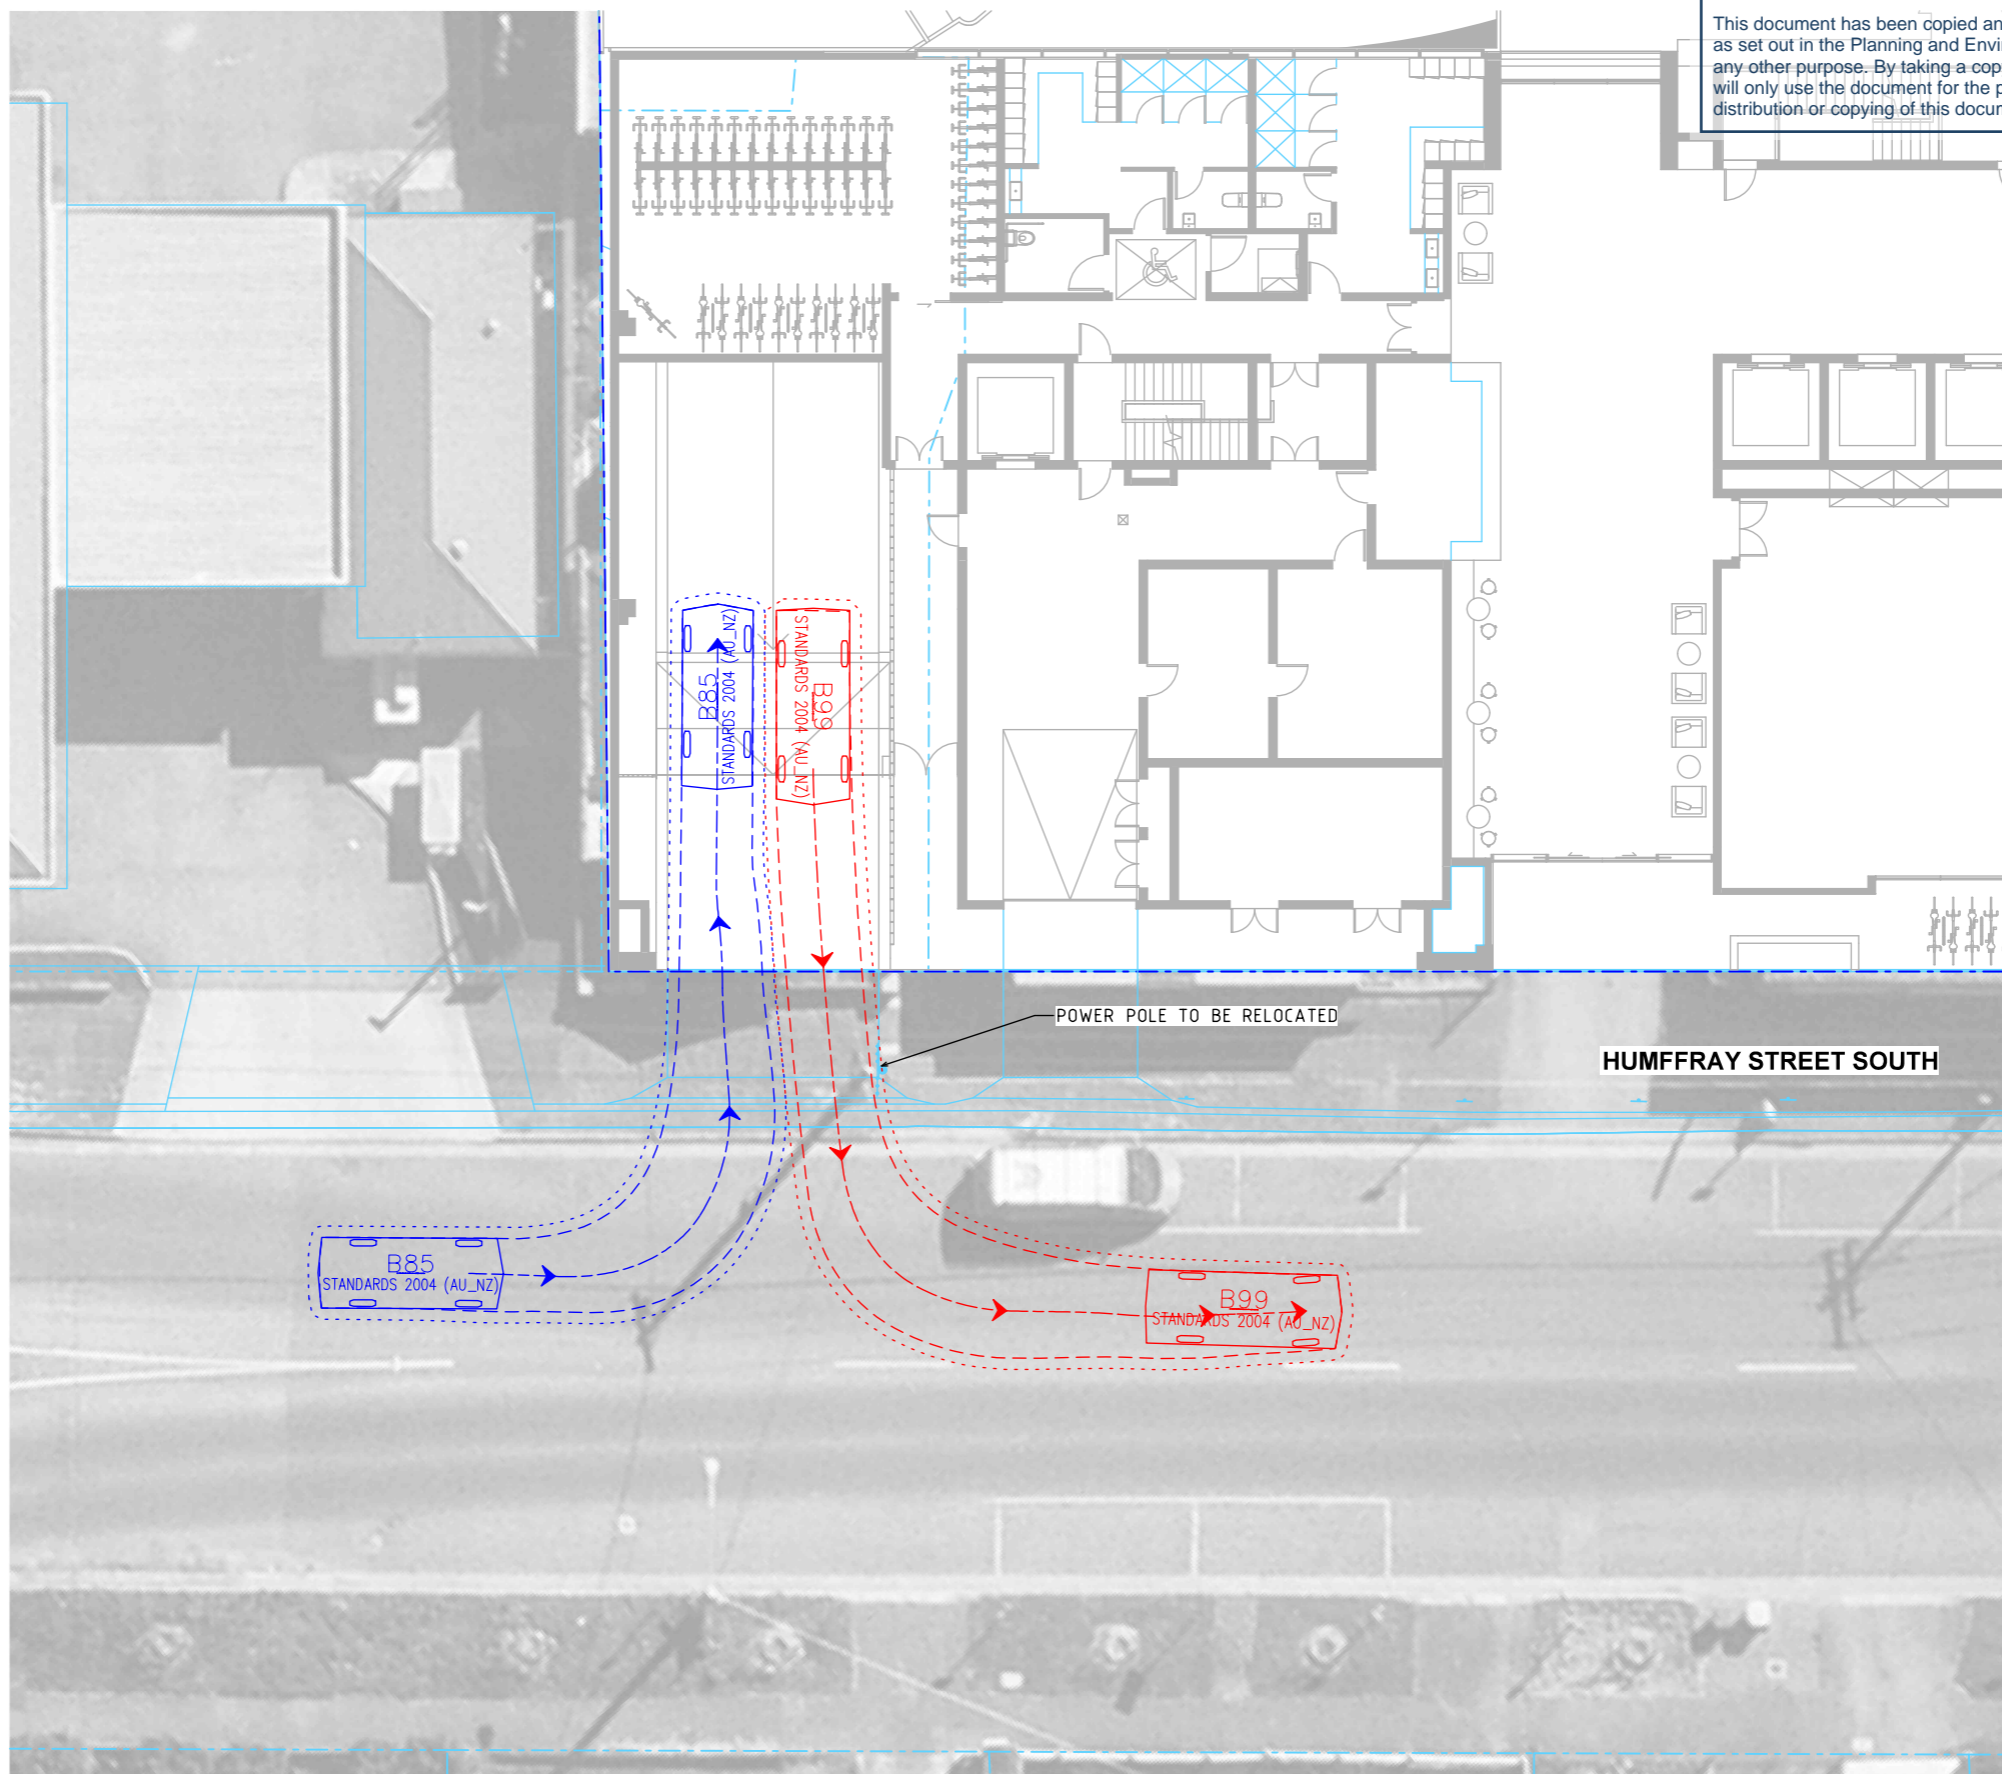 This document has been copied an
as set out in the Planning and Envi
any other purpose. By taking a cop
will only use the document for the p
distribution or copying of this docum
B85
STANDARDS 2004 (AU_NZ)
B99
STANDARDS 2004 (AU_NZ)
POWER POLE TO BE RELOCATED
HUMFFRAY STREET SOUTH
B85
STANDARDS 2004 (AU_NZ)
B99
STANDARDS 2004 (AU_NZ)